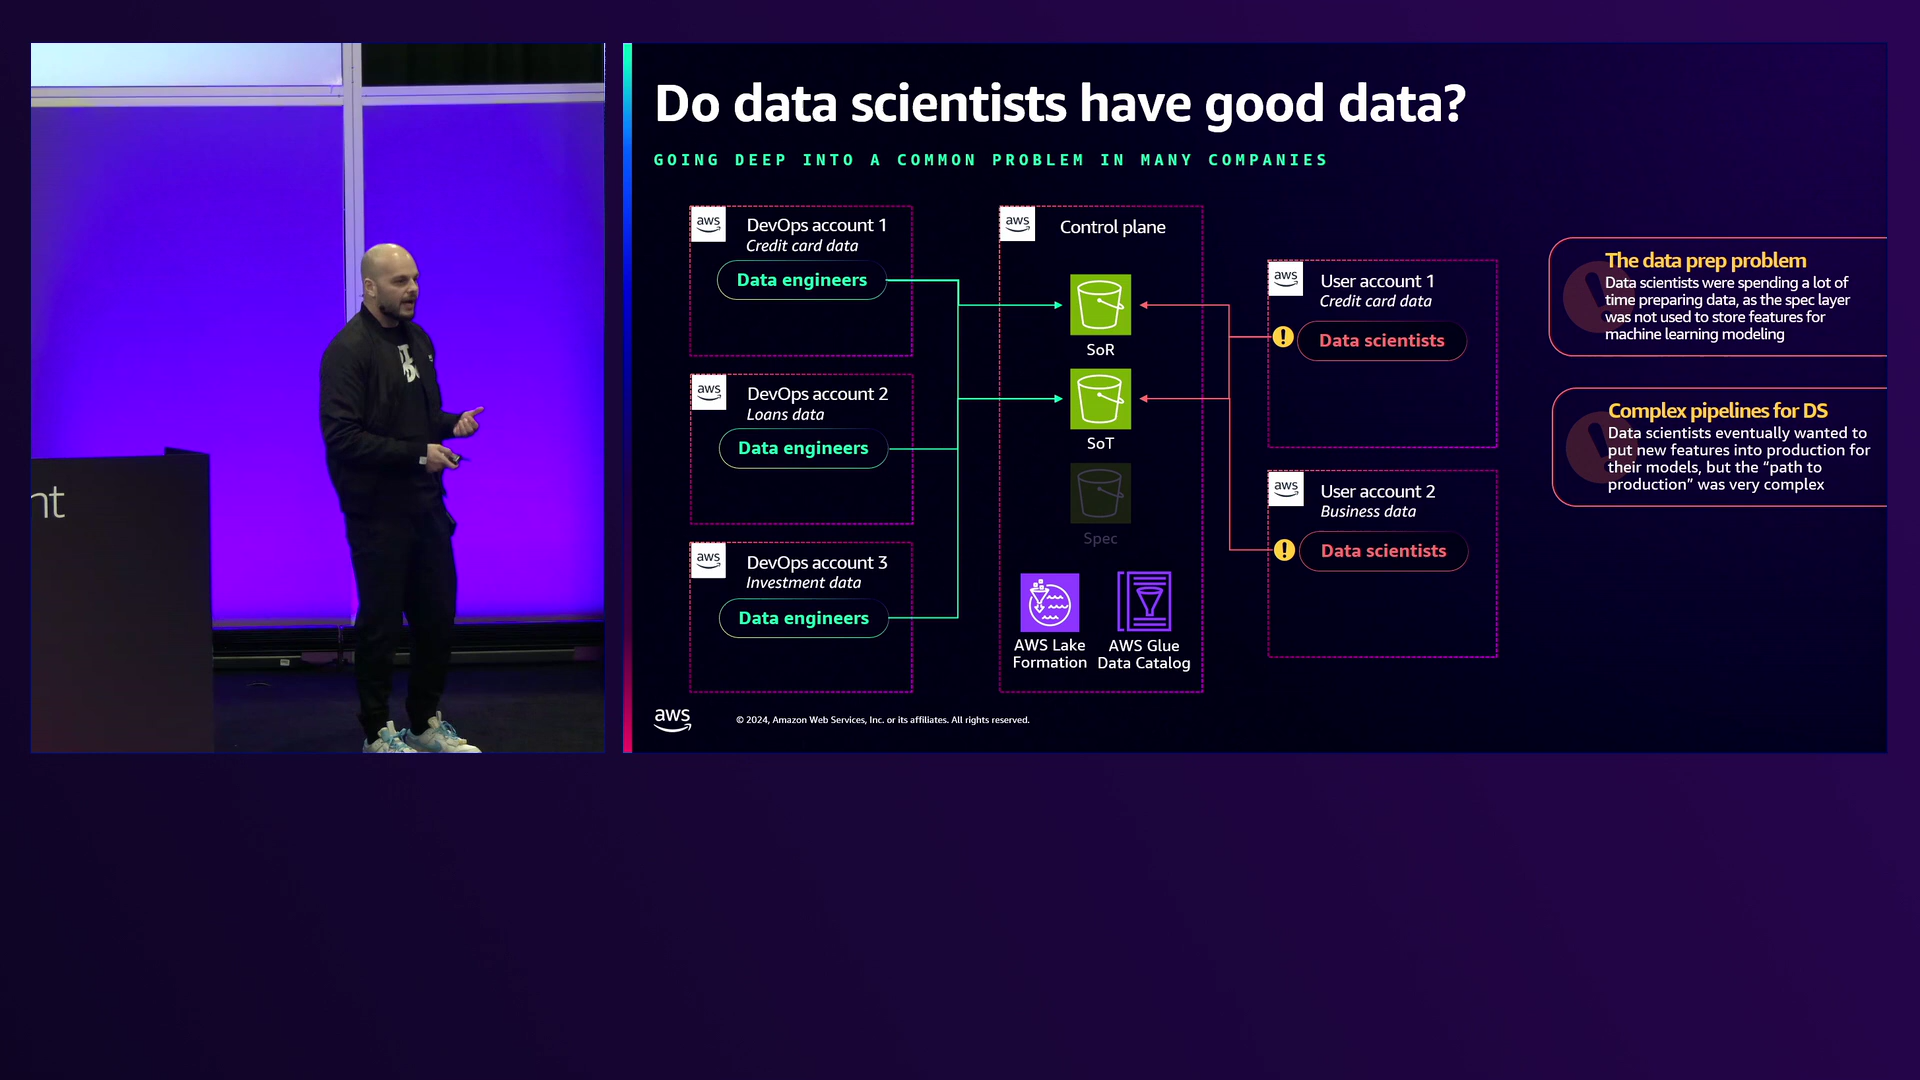 nt
Do data scientists have good data?
GOING DEEP INTO A COMMON PROBLEM IN MANY COMPANIES
aws
DevOps account 1
Credit card data
Data engineers
aws
DevOps account 2
Loans data
Data engineers
aws
DevOps account 3
Investment data
Data engineers
aws
Control plane
SoR
SoT
Spec
AWS Lake
Formation
AWS Glue
Data Catalog
aws
User account 1
Credit card data
! Data scientists
aws
User account 2
Business data
! Data scientists
The data prep problem
Data scientists were spending a lot of
time preparing data, as the spec layer
was not used to store features for
machine learning modeling
Complex pipelines for DS
Data scientists eventually wanted to
put new features into production for
their models, but the “path to
production” was very complex
aws
© 2024, Amazon Web Services, Inc. or its affiliates. All rights reserved.